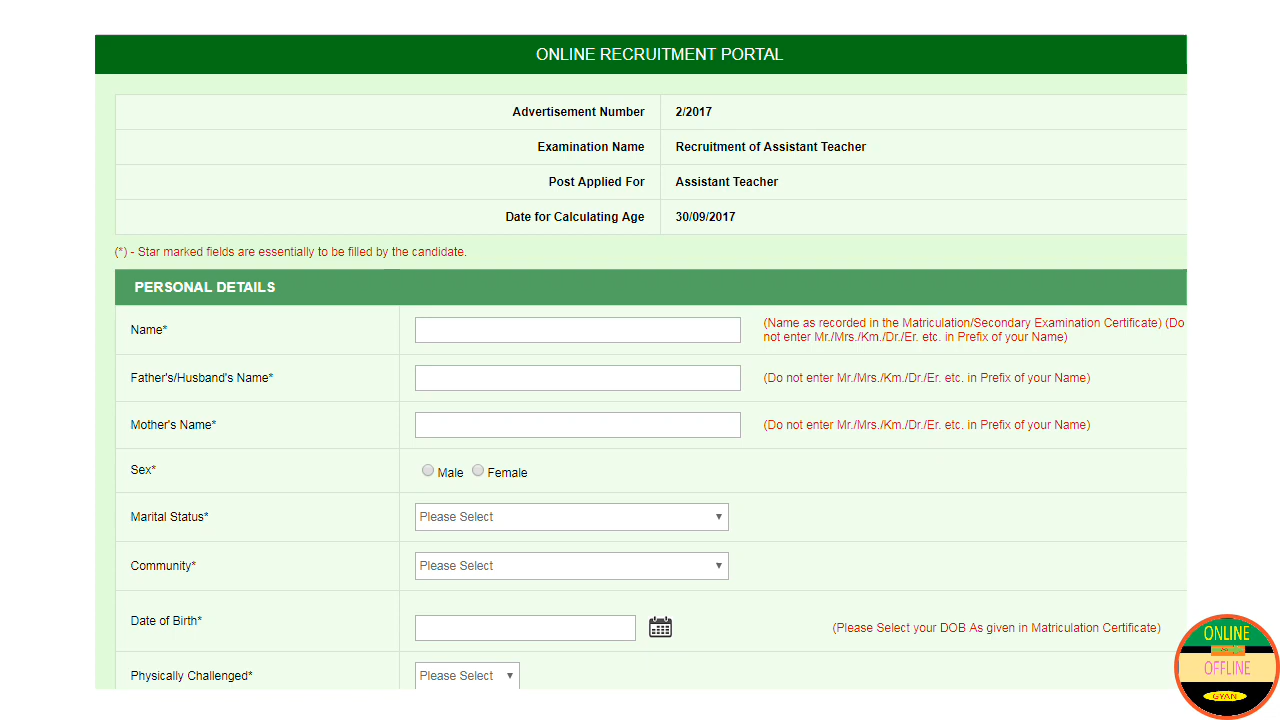 ONLINE RECRUITMENT PORTAL
Advertisement Number 2/2017
Examination Name Recruitment of Assistant Teacher
Post Applied For Assistant Teacher
Date for Calculating Age 30/09/2017
(*) - Star marked fields are essentially to be filled by the candidate.
PERSONAL DETAILS
Name*
(Name as recorded in the Matriculation/Secondary Examination Certificate) (Do
not enter Mr./Mrs./Km./Dr./Er. etc. in Prefix of your Name)
Father's/Husband's Name* (Do not enter Mr./Mrs./Km./Dr./Er. etc. in Prefix of your Name)
Mother's Name* (Do not enter Mr./Mrs./Km./Dr./Er. etc. in Prefix of your Name)
Sex* Male Female
Marital Status* Please Select
Community* Please Select
Date of Birth* (Please Select your DOB As given in Matriculation Certificate)
Physically Challenged* Please Select
ONLINE
OFFLINE
GYAN